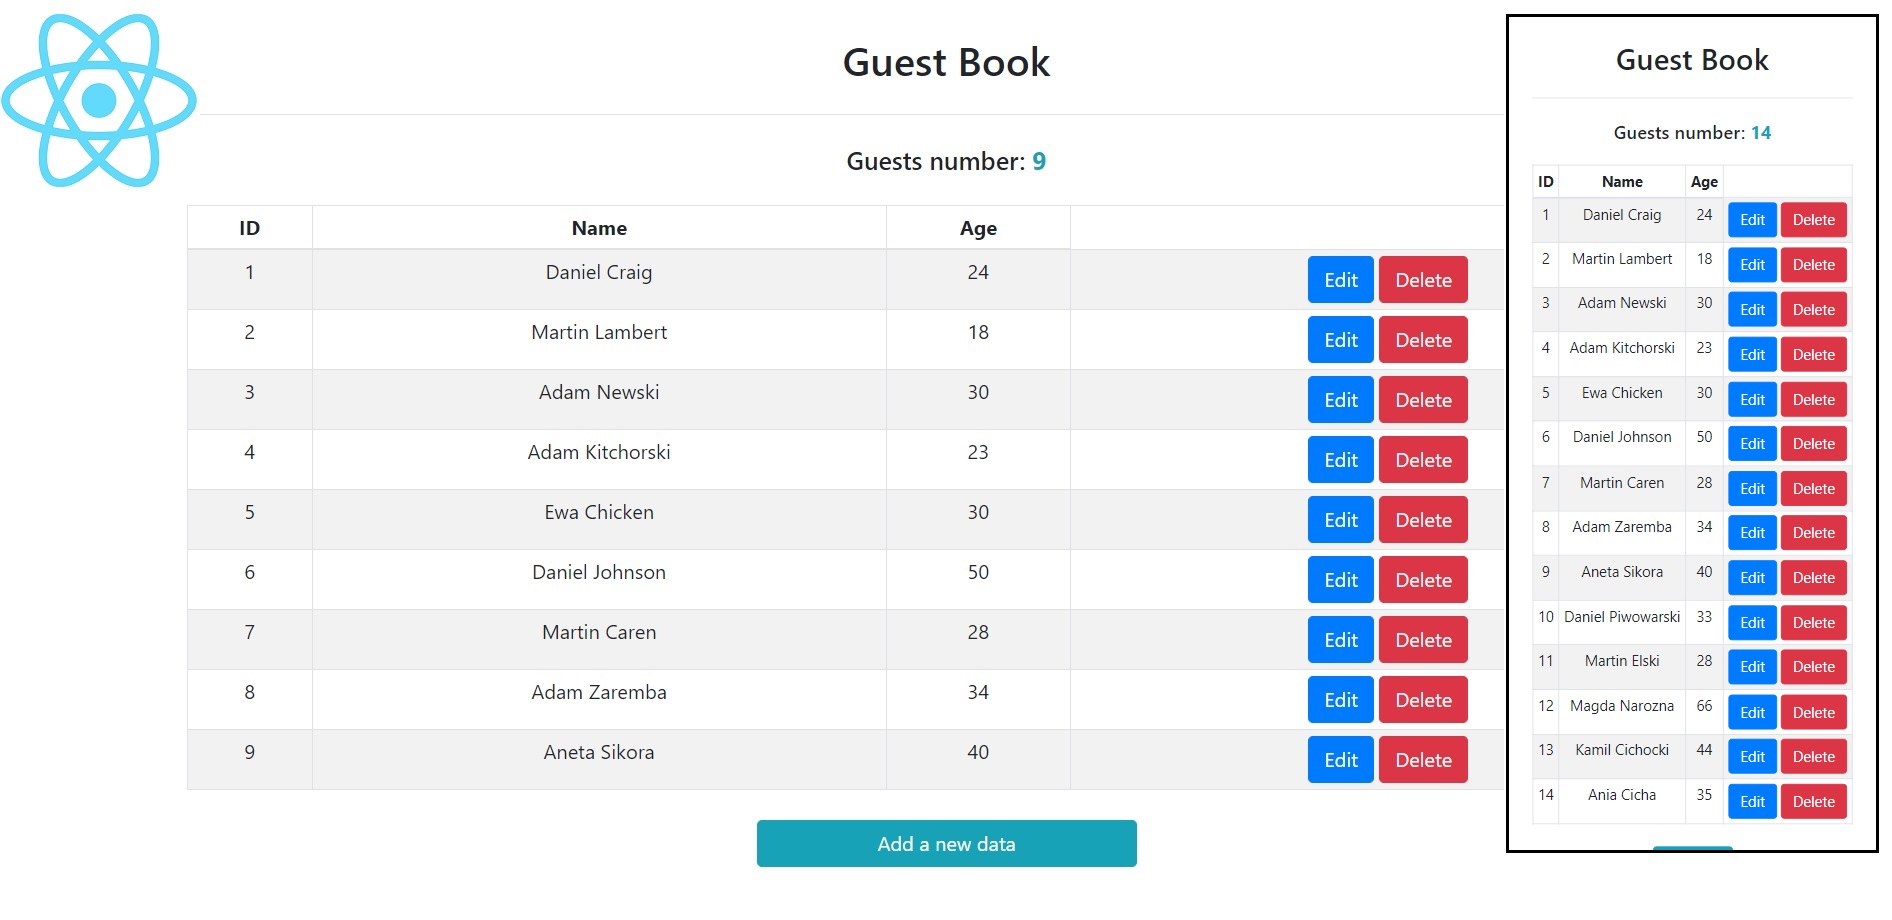 Guest Book
Guests number: 9
ID Name Age
1 Daniel Craig 24 Edit Delete
2 Martin Lambert 18 Edit Delete
3 Adam Newski 30 Edit Delete
4 Adam Kitchorski 23 Edit Delete
5 Ewa Chicken 30 Edit Delete
6 Daniel Johnson 50 Edit Delete
7 Martin Caren 28 Edit Delete
8 Adam Zaremba 34 Edit Delete
9 Aneta Sikora 40 Edit Delete
Add a new data
Guest Book
Guests number: 14
ID Name Age
1 Daniel Craig 24 Edit Delete
2 Martin Lambert 18 Edit Delete
3 Adam Newski 30 Edit Delete
4 Adam Kitchorski 23 Edit Delete
5 Ewa Chicken 30 Edit Delete
6 Daniel Johnson 50 Edit Delete
7 Martin Caren 28 Edit Delete
8 Adam Zaremba 34 Edit Delete
9 Aneta Sikora 40 Edit Delete
10 Daniel Piwowarski 33 Edit Delete
11 Martin Elski 28 Edit Delete
12 Magda Narozna 66 Edit Delete
13 Kamil Cichocki 44 Edit Delete
14 Ania Cicha 35 Edit Delete